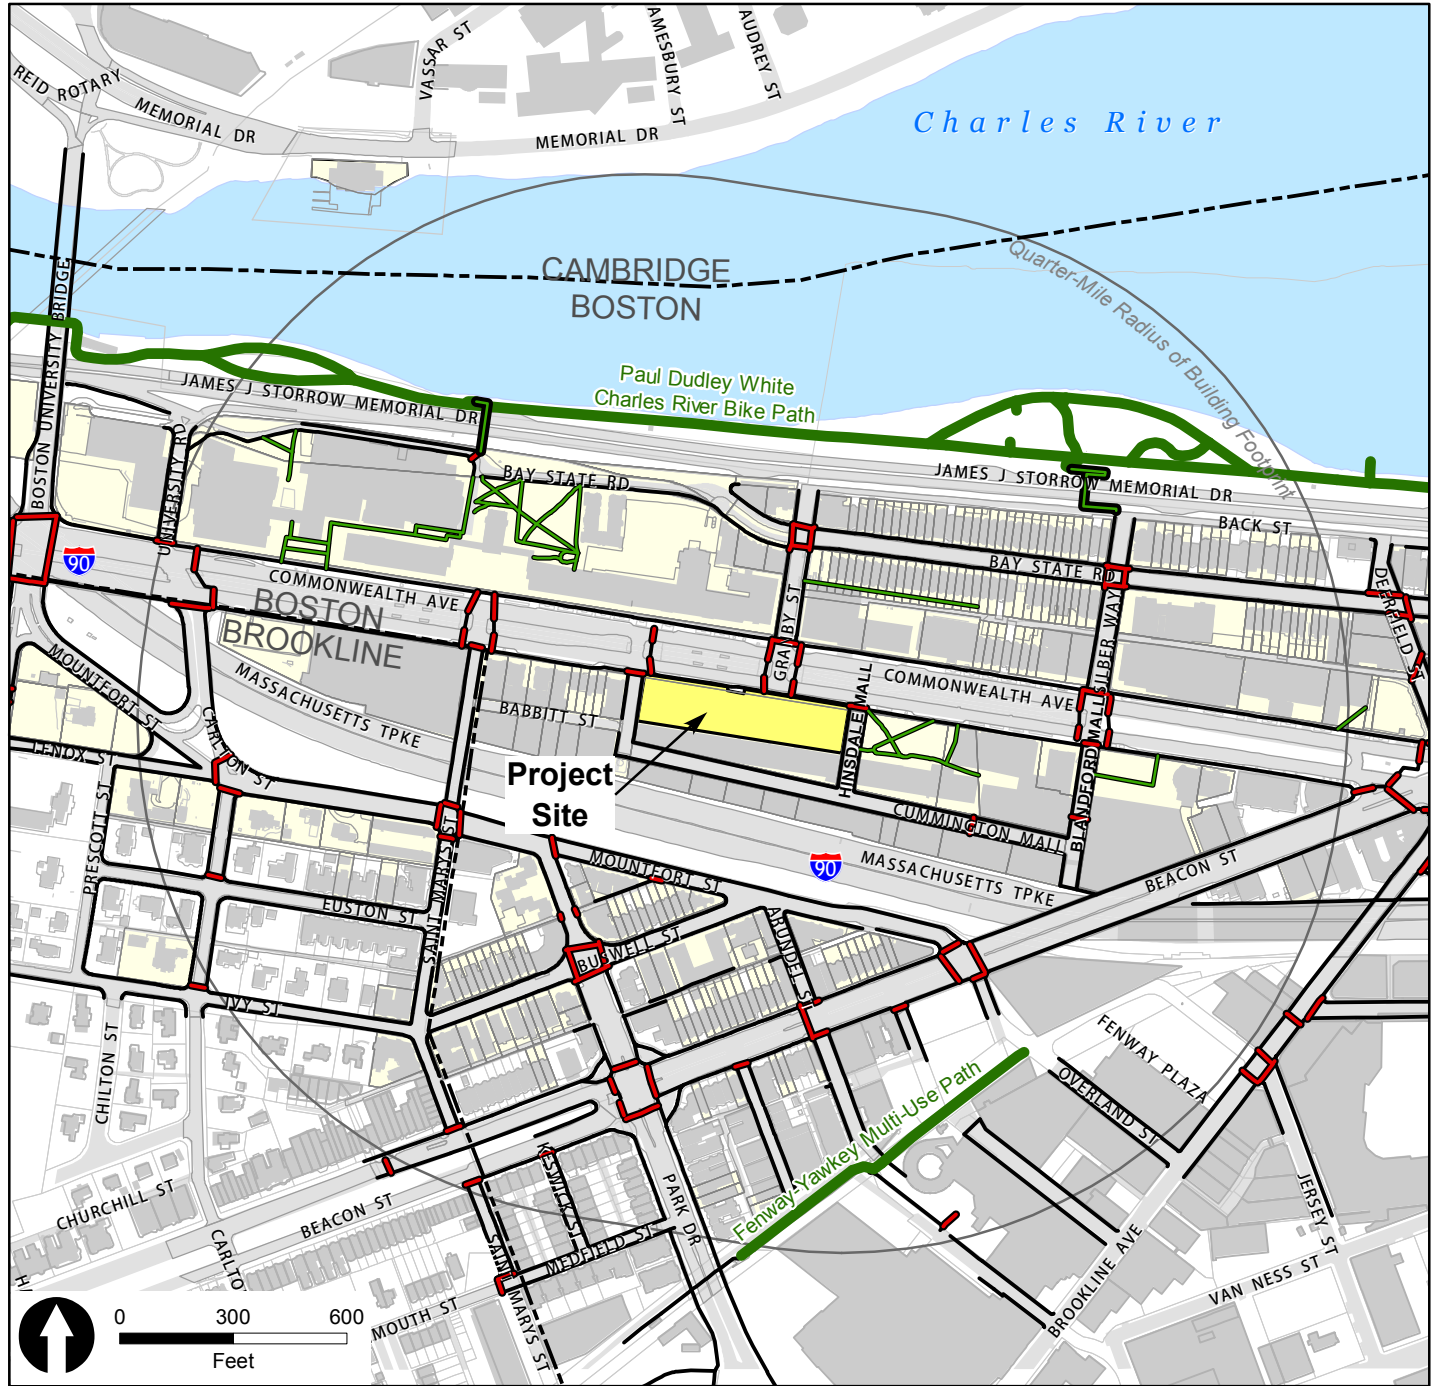 REID ROTARY
MEMORIAL DR
VASSAR ST
AMESBURY ST
AUDREY ST
MEMORIAL DR
Charles River
CAMBRIDGE
BOSTON
Quarter-Mile Radius of Building Footprint
BOSTON UNIVERSITY BRIDGE
JAMES J STORROW MEMORIAL DR
Paul Dudley White
Charles River Bike Path
UNIVERSITY RD
BAY STATE RD
JAMES J STORROW MEMORIAL DR
BACK ST
90
BAY STATE RD
DEERFIELD ST
COMMONWEALTH AVE
BOSTON
BROOKLINE
GRANBY ST
SILBER WAY
COMMONWEALTH AVE
MOUNTFORT ST
MASSACHUSETTS TPKE
CARLTON ST
BABBITT ST
HINSDALE MALL
BLANDFORD MALL
LENOX ST
Project
Site
CUMMINGTON MALL
PRESCOTT ST
SAINT MARYS ST
MOUNTFORT ST
90
MASSACHUSETTS TPKE
BEACON ST
EUSTON ST
BUSWELL ST
ARUNDEL ST
IVY ST
CHILTON ST
FENWAY PLAZA
OVERLAND ST
Fenway-Yawkey Multi-Use Path
CHURCHILL ST
BEACON ST
KESWICK ST
PARK DR
JERSEY ST
MEDFIELD ST
CARLTO
SAINT MARYS ST
BROOKLINE AVE
VAN NESS ST
H
MOUTH ST
0 300 600
Feet